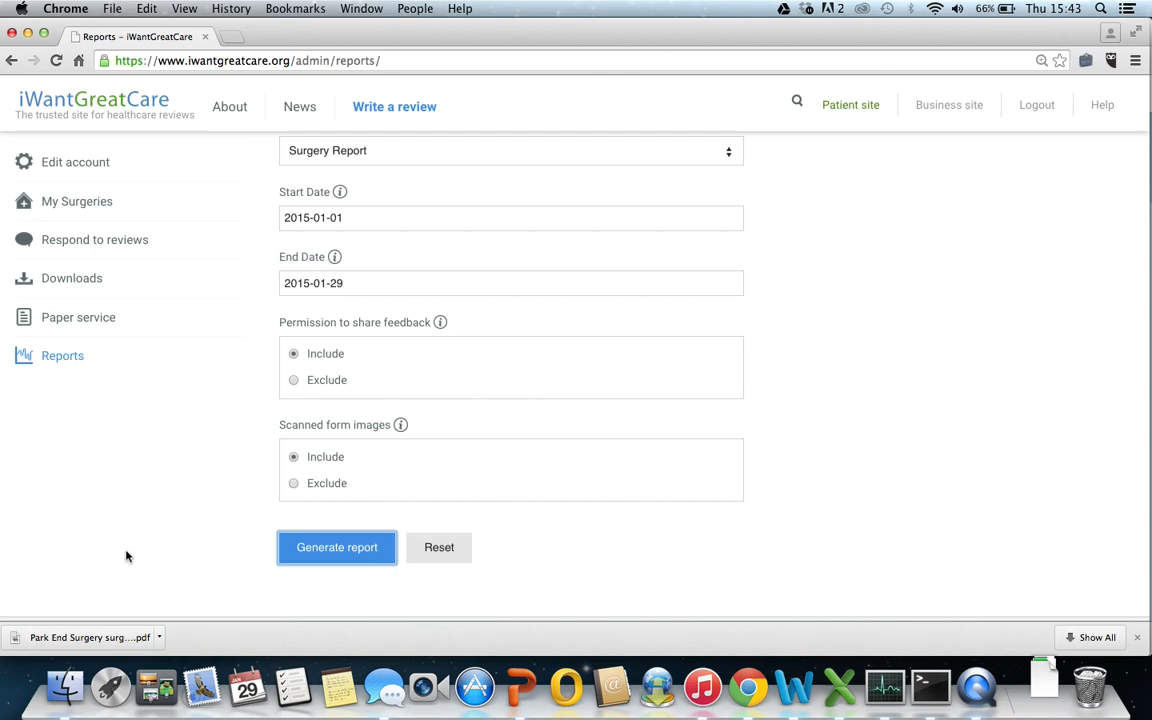 Chrome File Edit View History Bookmarks Window People Help 2 66% Thu 15:43
Reports – iWantGreatCare
https://www.iwantgreatcare.org/admin/reports/
iWantGreatCare
The trusted site for healthcare reviews
About News Write a review Patient site Business site Logout Help
Edit account
My Surgeries
Respond to reviews
Downloads
Paper service
Reports
Surgery Report
Start Date
2015-01-01
End Date
2015-01-29
Permission to share feedback
Include
Exclude
Scanned form images
Include
Exclude
Generate report Reset
Park End Surgery surg....pdf Show All
JAN
29